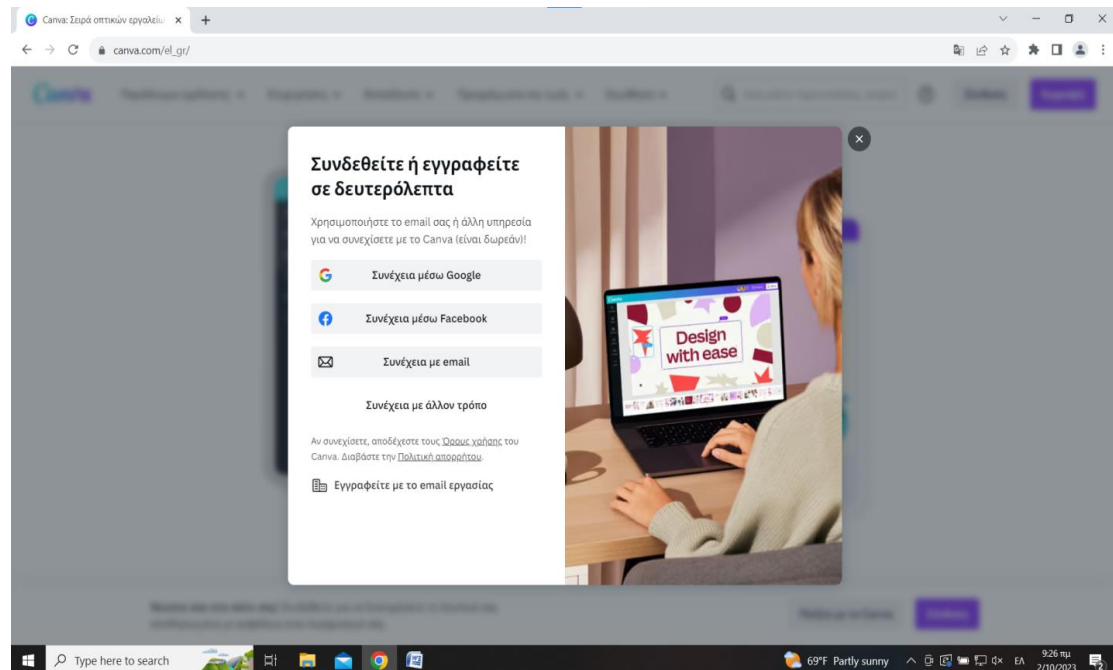 Canva: Σειρά οπτικών εργαλείω
canva.com/el_gr/
Canva
Συνδεθείτε ή εγγραφείτε
σε δευτερόλεπτα
Χρησιμοποιήστε το email σας ή άλλη υπηρεσία
για να συνεχίσετε με το Canva (είναι δωρεάν)!
Συνέχεια μέσω Google
Συνέχεια μέσω Facebook
Συνέχεια με email
Συνέχεια με άλλον τρόπο
Αν συνεχίσετε, αποδέχεστε τους Όρους χρήσης του
Canva. Διαβάστε την Πολιτική απορρήτου.
Εγγραφείτε με το email εργασίας
Canva
Design
with ease
Type here to search
69°F Partly sunny
ΕΛ
9:26 πμ
2/10/2023